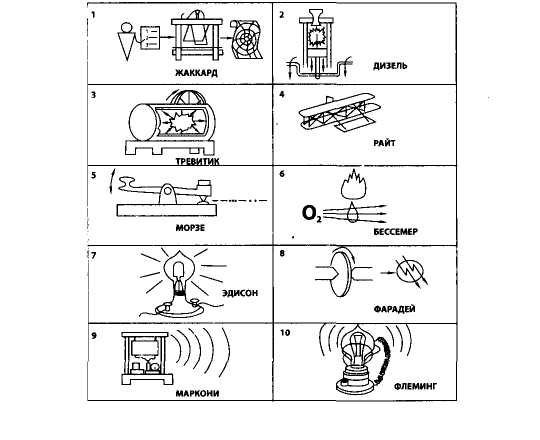 1
ЖАККАРД
2
ДИЗЕЛЬ
3
ТРЕВИТИК
4
РАЙТ
5
МОРЗЕ
6
O₂
БЕССЕМЕР
7
ЭДИСОН
8
ФАРАДЕЙ
9
МАРКОНИ
10
ФЛЕМИНГ